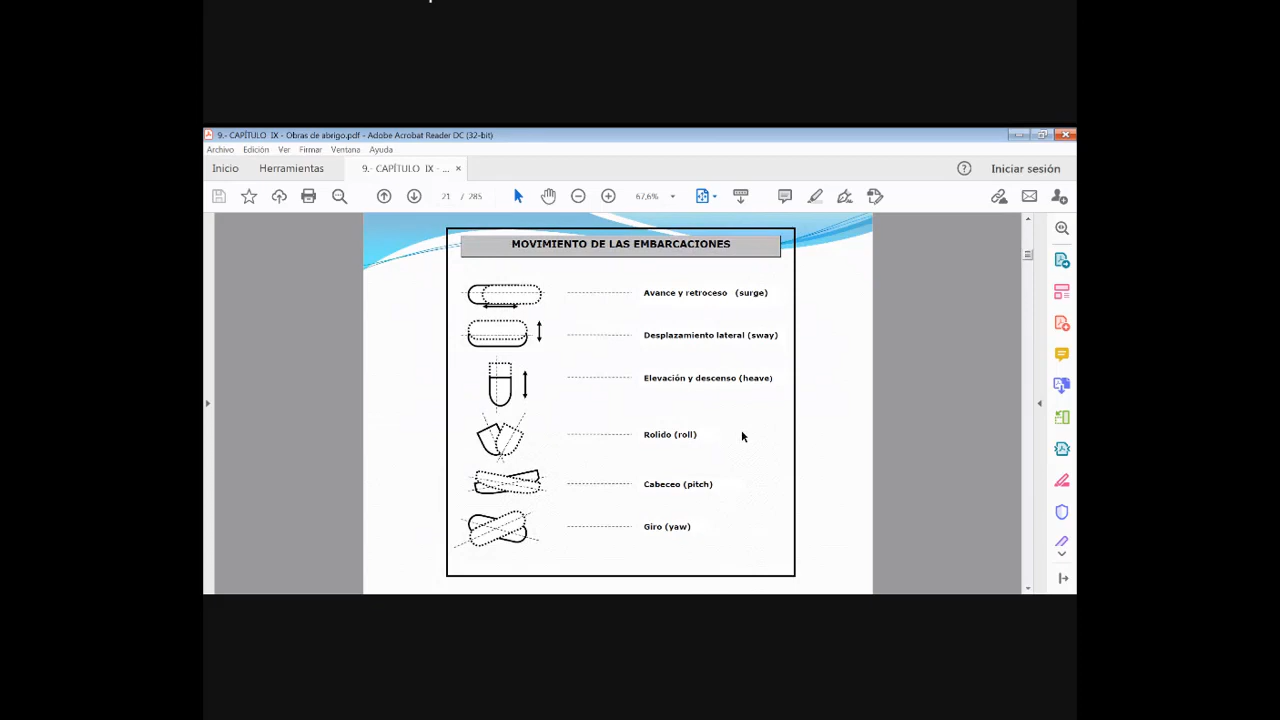 9.- CAPÍTULO IX - Obras de abrigo.pdf - Adobe Acrobat Reader DC (32-bit)
Archivo Edición Ver Firmar Ventana Ayuda
Inicio Herramientas 9.- CAPÍTULO IX - ... × Iniciar sesión
21 / 285 67,6%
MOVIMIENTO DE LAS EMBARCACIONES
Avance y retroceso (surge)
Desplazamiento lateral (sway)
Elevación y descenso (heave)
Rolido (roll)
Cabeceo (pitch)
Giro (yaw)